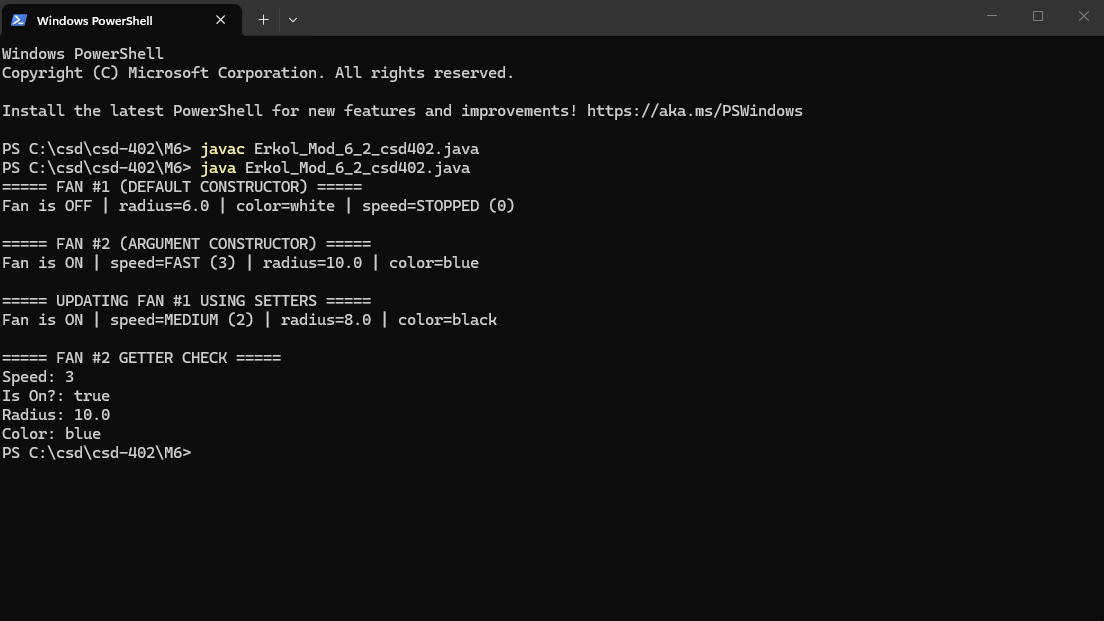 Windows PowerShell
Windows PowerShell
Copyright (C) Microsoft Corporation. All rights reserved.
Install the latest PowerShell for new features and improvements! https://aka.ms/PSWindows
PS C:\csd\csd-402\M6> javac Erkol_Mod_6_2_csd402.java
PS C:\csd\csd-402\M6> java Erkol_Mod_6_2_csd402.java
===== FAN #1 (DEFAULT CONSTRUCTOR) =====
Fan is OFF | radius=6.0 | color=white | speed=STOPPED (0)
===== FAN #2 (ARGUMENT CONSTRUCTOR) =====
Fan is ON | speed=FAST (3) | radius=10.0 | color=blue
===== UPDATING FAN #1 USING SETTERS =====
Fan is ON | speed=MEDIUM (2) | radius=8.0 | color=black
===== FAN #2 GETTER CHECK =====
Speed: 3
Is On?: true
Radius: 10.0
Color: blue
PS C:\csd\csd-402\M6>